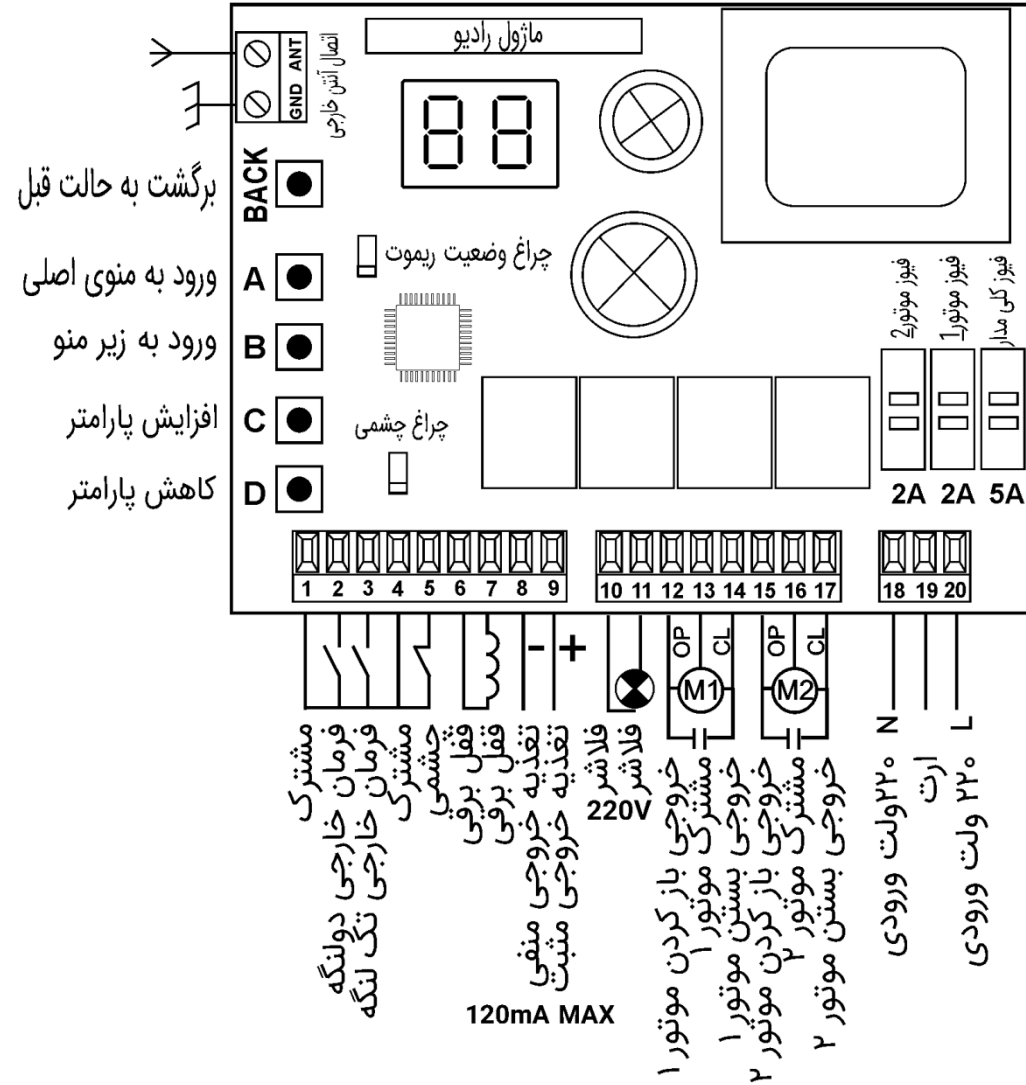 ماژول رادیو
ANT
GND
اتصال آنتن خارجی
88
BACK
برگشت به حالت قبل
A
ورود به منوی اصلی
B
ورود به زیر منو
C
افزایش پارامتر
D
کاهش پارامتر
چراغ وضعیت ریموت
چراغ چشمی
فیوز موتور2
فیوز موتور1
فیوز کلی مدار
2A 2A 5A
1 2 3 4 5 6 7 8 9
10 11 12 13 14 15 16 17
18 19 20
- +
OP CL
M1
OP CL
M2
مشترک
فرمان خارجی دولنگه
فرمان خارجی تک لنگه
مشترک
چشمی
قفل برقی
قفل برقی
تغذیه خروجی منفی
تغذیه خروجی مثبت
120mA MAX
فلاشر
فلاشر
220V
خروجی باز کردن موتور ۱
مشترک موتور ۱
خروجی بستن موتور ۱
خروجی باز کردن موتور ۲
مشترک موتور ۲
خروجی بستن موتور ۲
N
۲۲۰ولت ورودی
ارت
L
۲۲۰ ولت ورودی